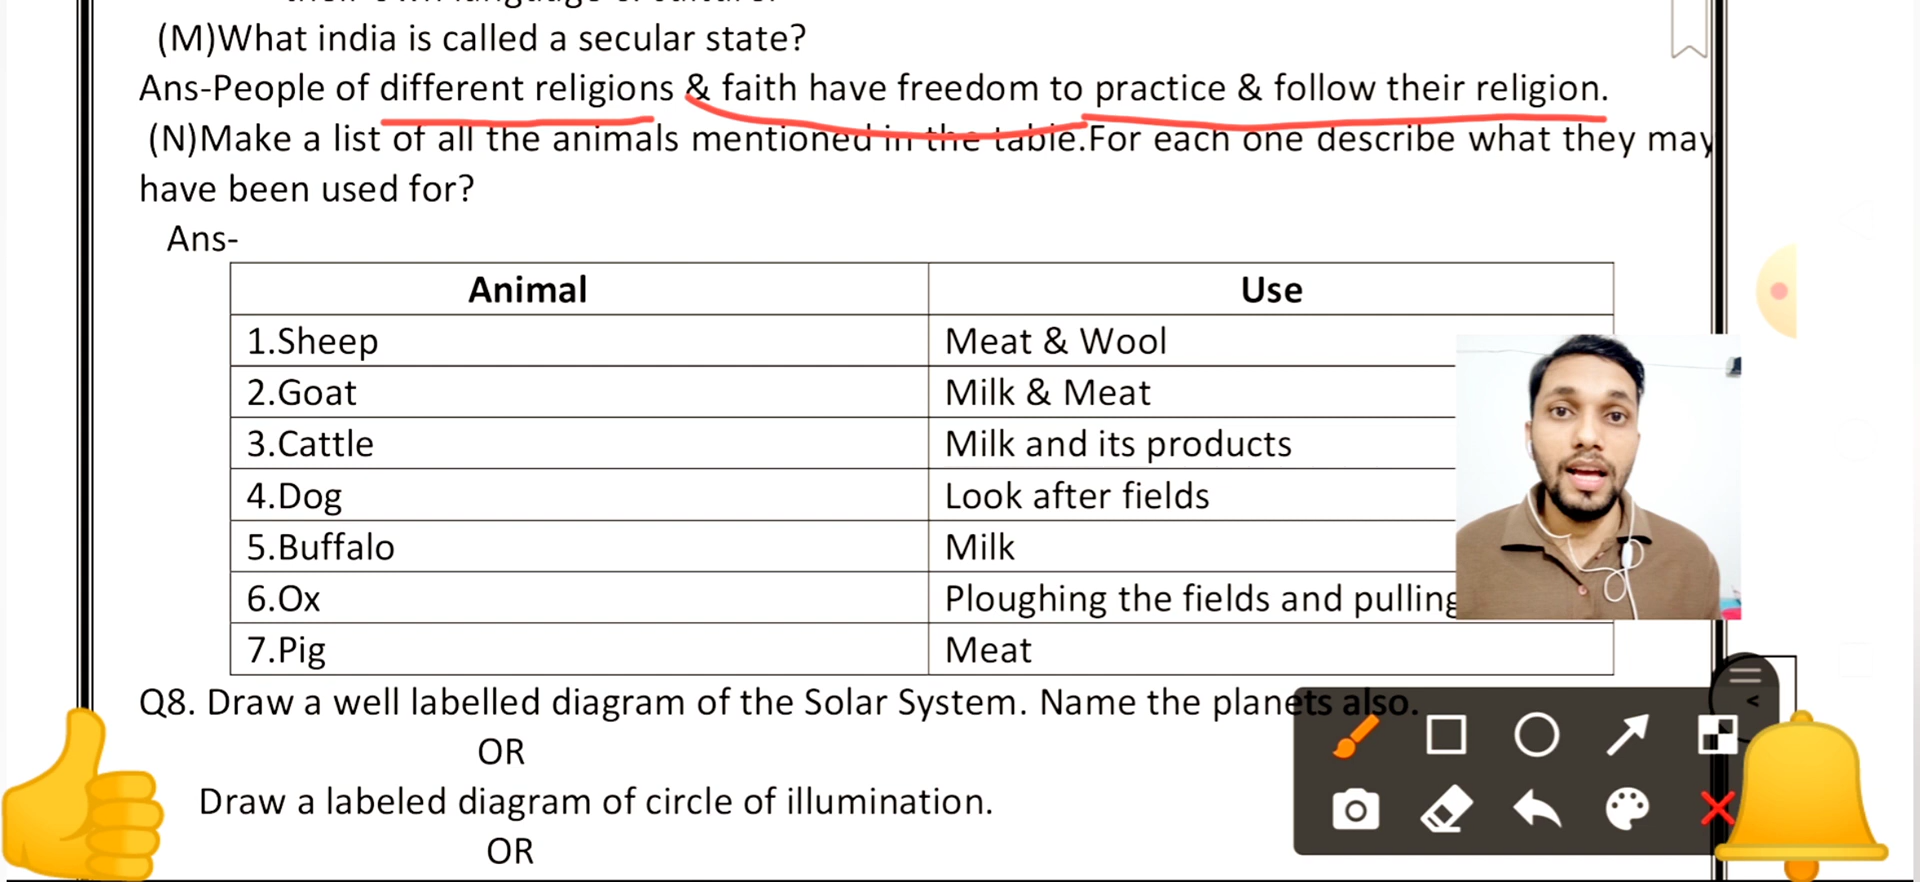 (M)What india is called a secular state?
Ans-People of different religions & faith have freedom to practice & follow their religion.
(N)Make a list of all the animals mentioned in the table.For each one describe what they may
have been used for?
Ans-
Animal Use
1.Sheep Meat & Wool
2.Goat Milk & Meat
3.Cattle Milk and its products
4.Dog Look after fields
5.Buffalo Milk
6.Ox Ploughing the fields and pulling
7.Pig Meat
Q8. Draw a well labelled diagram of the Solar System. Name the planets also.
OR
Draw a labeled diagram of circle of illumination.
OR